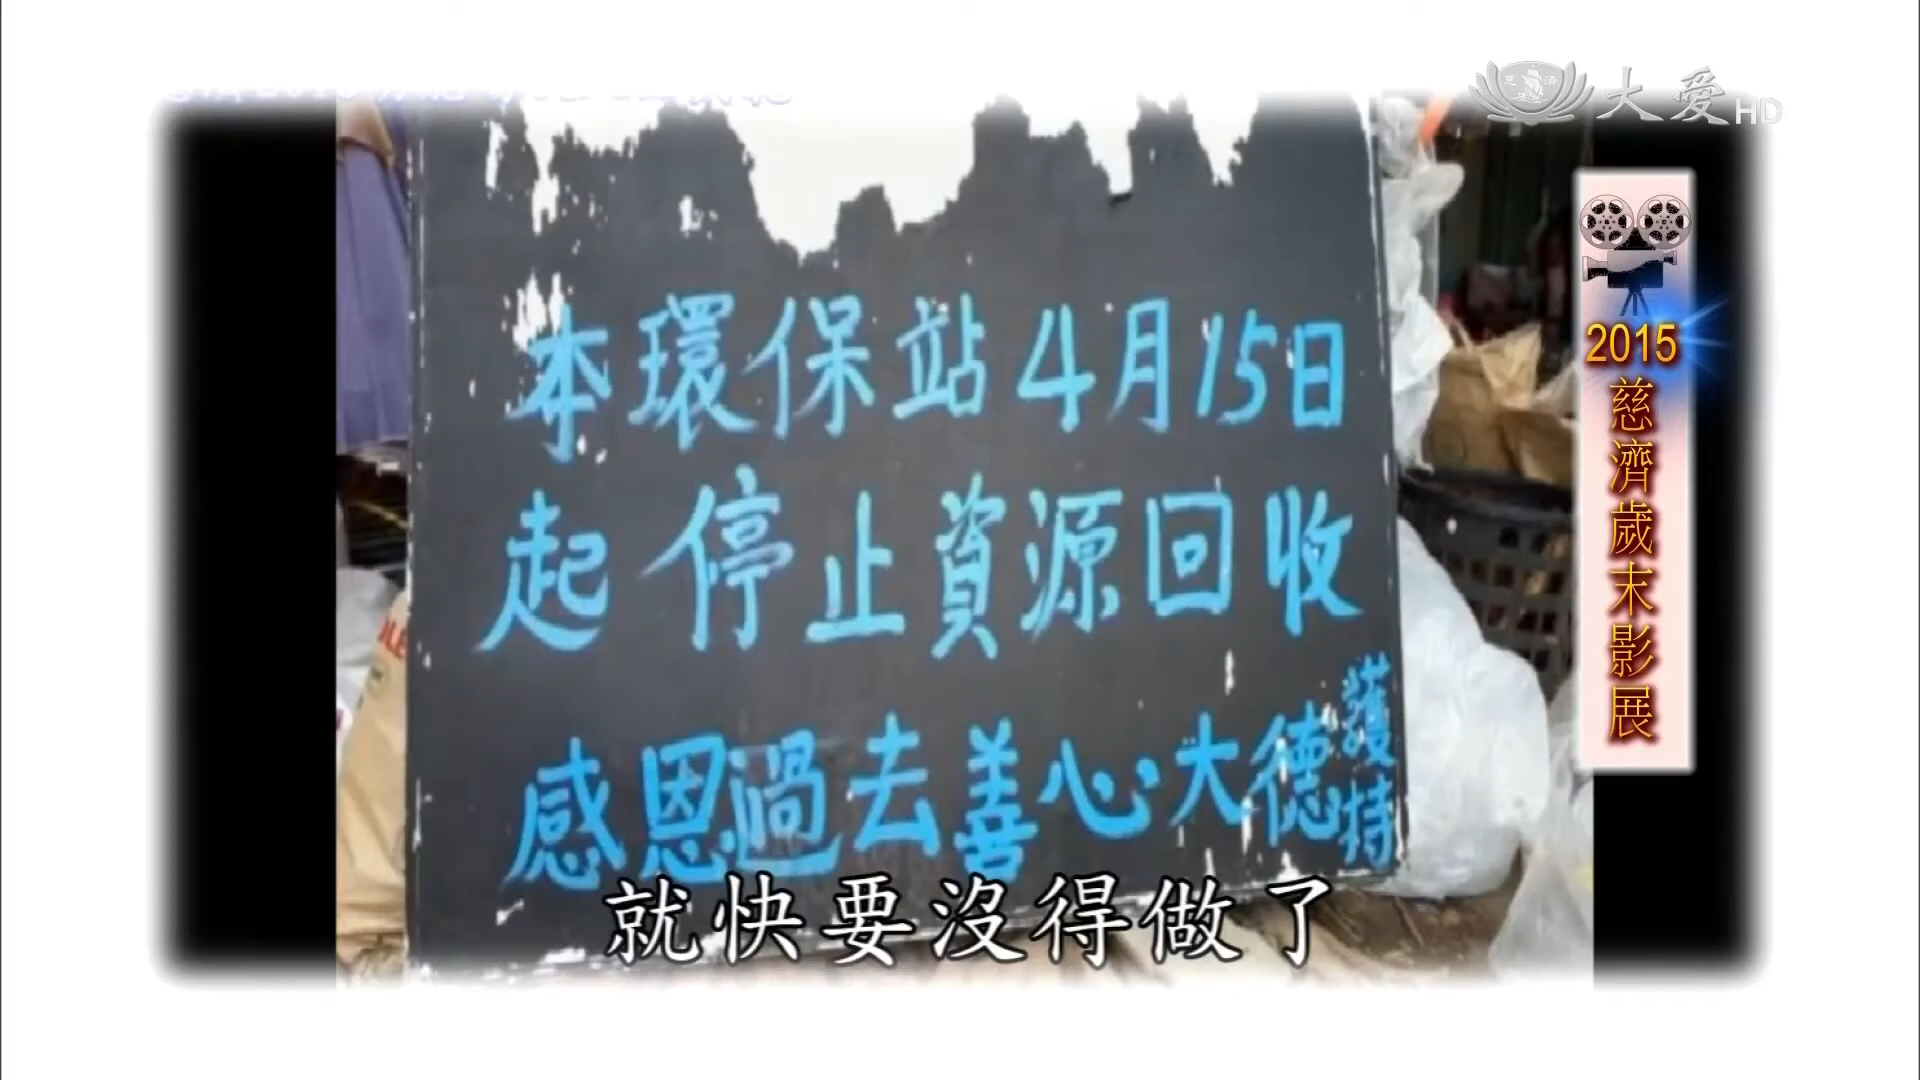 大愛HD
2015
慈濟歲末影展
本環保站4月15日
起停止資源回收
感恩過去善心大德護持
就快要沒得做了